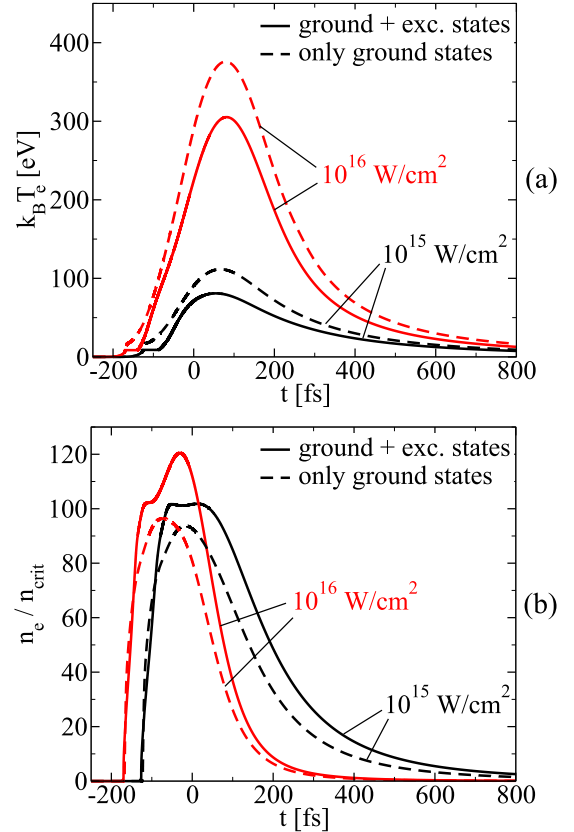 ground + exc. states
only ground states
400
300
200
100
0
k_B T_e [eV]
10^16 W/cm^2
10^15 W/cm^2
(a)
-200 0 200 400 600 800
t [fs]
ground + exc. states
only ground states
120
100
80
60
40
20
0
n_e / n_crit
10^16 W/cm^2
10^15 W/cm^2
(b)
-200 0 200 400 600 800
t [fs]